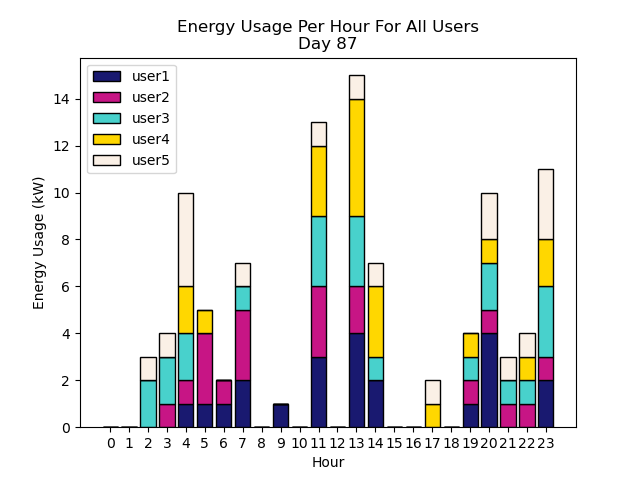 Energy Usage Per Hour For All Users
Day 87
user1
user2
user3
user4
user5
Energy Usage (kW)
14
12
10
8
6
4
2
0
0 1 2 3 4 5 6 7 8 9 10 11 12 13 14 15 16 17 18 19 20 21 22 23
Hour